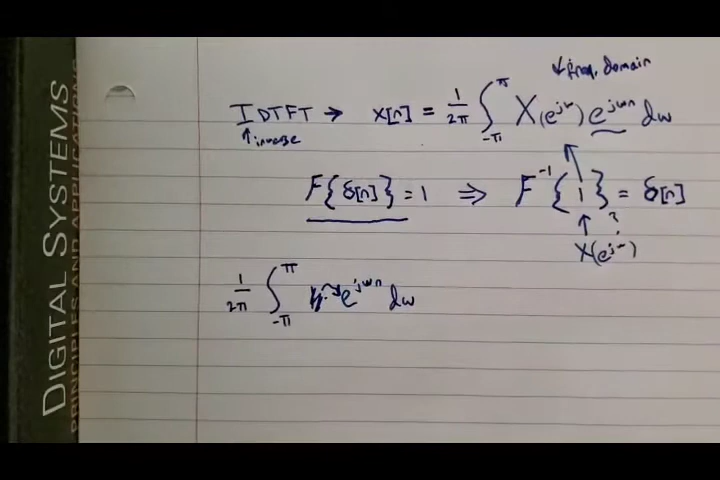 DIGITAL SYSTEMS
PRINCIPLES AND APPLICATIONS
↓ freq. domain
IDTFT → x[n] = 1/2π ∫_{-π}^{π} X(e^{jω}) e^{jωn} dω
↑ inverse
F{δ[n]} = 1 ⇒ F^{-1}{1} = δ[n]
↑ ?
X(e^{jω})
1/2π ∫_{-π}^{π} e^{jωn} dω